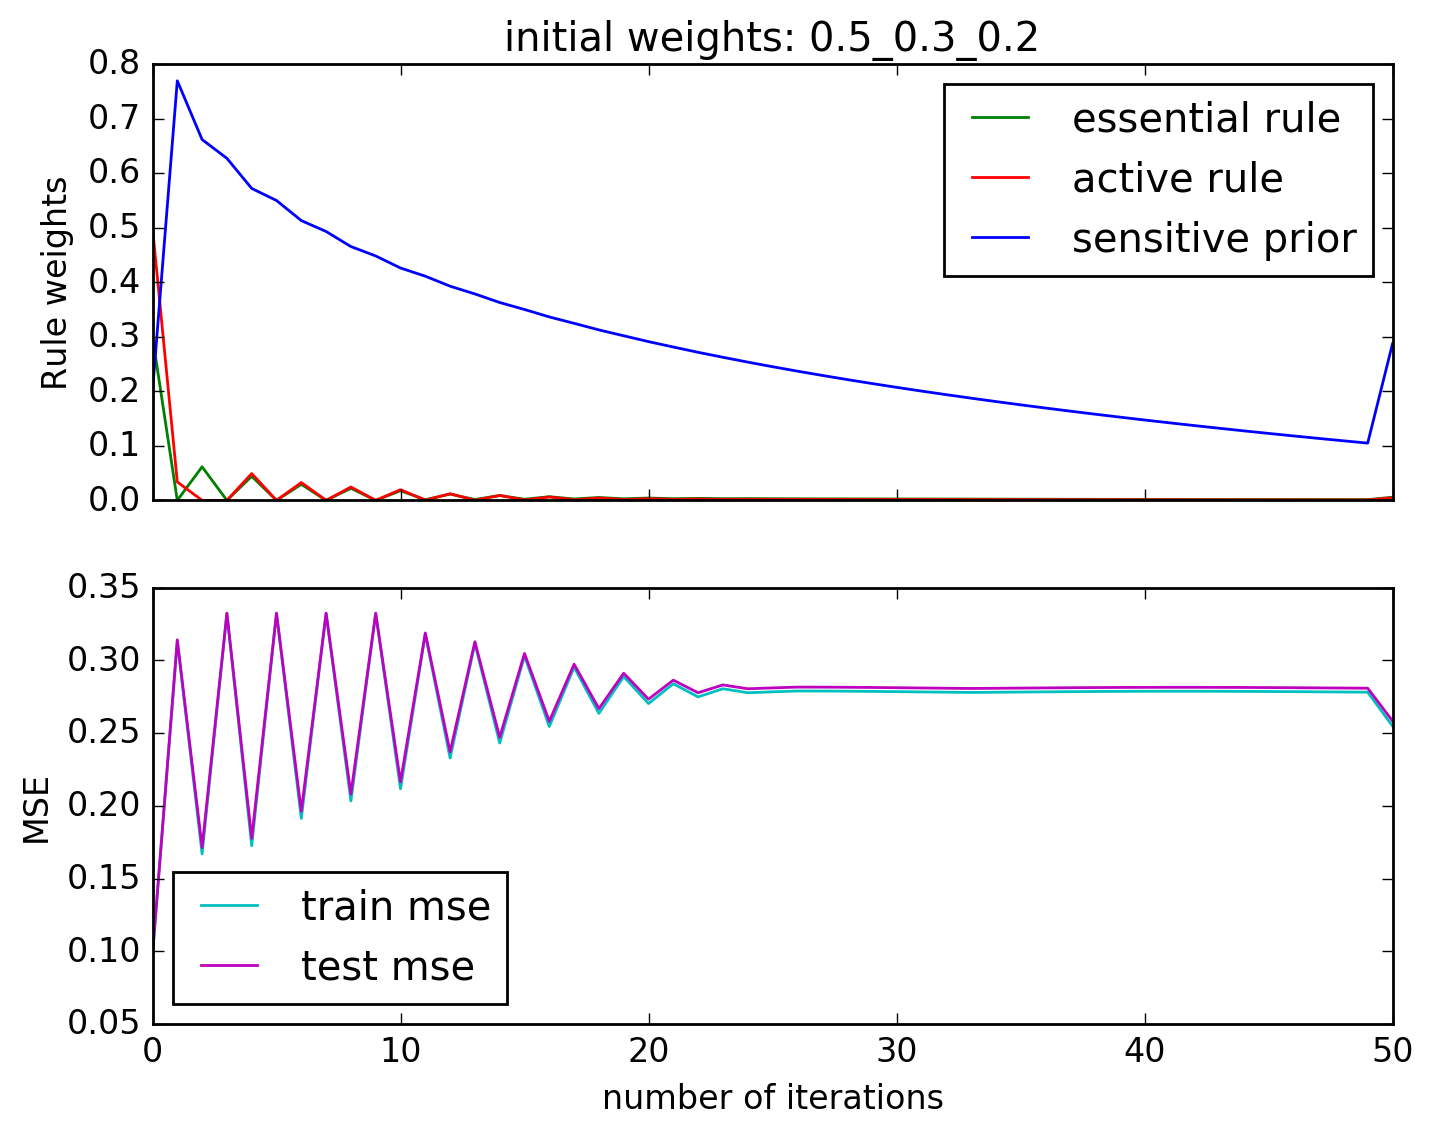 initial weights: 0.5_0.3_0.2
Rule weights
0.8
0.7
0.6
0.5
0.4
0.3
0.2
0.1
0.0
essential rule
active rule
sensitive prior
MSE
0.35
0.30
0.25
0.20
0.15
0.10
0.05
train mse
test mse
0 10 20 30 40 50
number of iterations